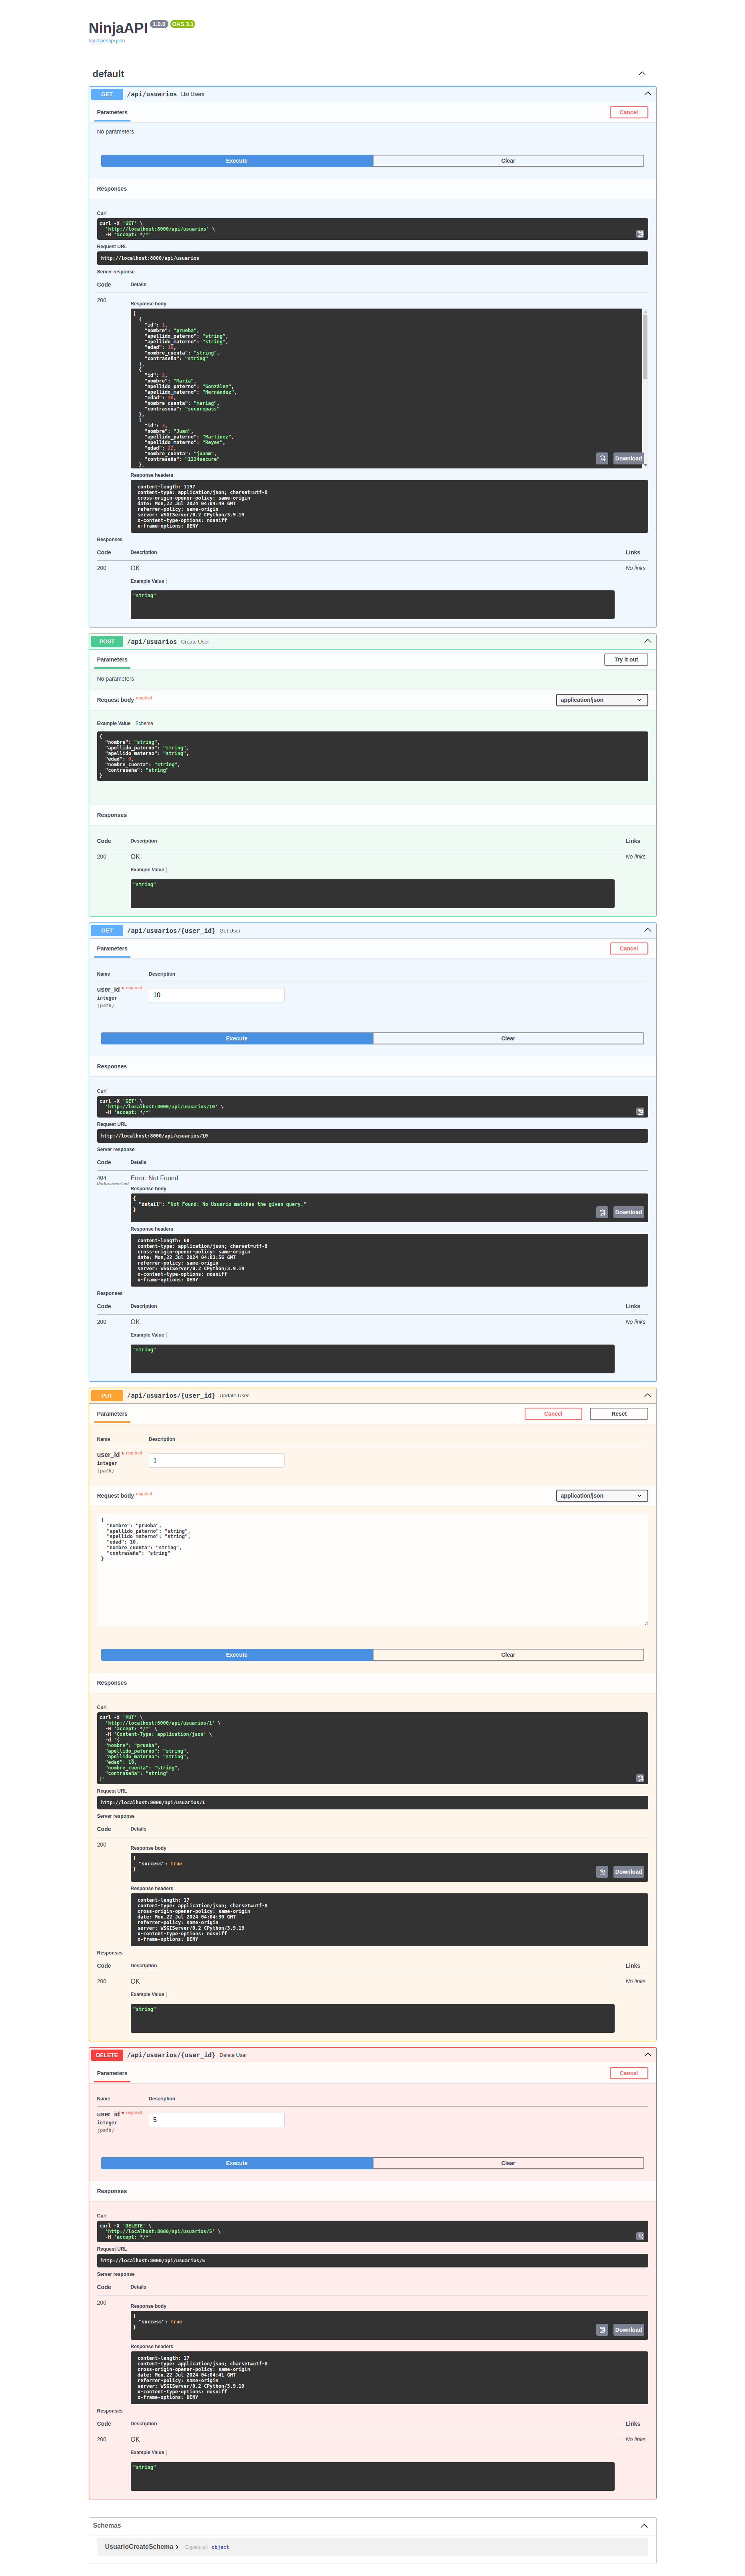 NinjaAPI 1.0.0 OAS 3.1
/api/openapi.json
default
GET /api/usuarios List Users
Parameters Cancel
No parameters
Execute Clear
Responses
Curl
curl -X 'GET' \
'http://localhost:8000/api/usuarios' \
-H 'accept: */*'
Request URL
http://localhost:8000/api/usuarios
Server response
Code Details
200
Response body
[
{
"id": 1,
"nombre": "prueba",
"apellido_paterno": "string",
"apellido_materno": "string",
"edad": 18,
"nombre_cuenta": "string",
"contraseña": "string"
},
{
"id": 2,
"nombre": "María",
"apellido_paterno": "González",
"apellido_materno": "Hernández",
"edad": 30,
"nombre_cuenta": "mariag",
"contraseña": "securepass"
},
{
"id": 3,
"nombre": "Juan",
"apellido_paterno": "Martínez",
"apellido_materno": "Reyes",
"edad": 22,
"nombre_cuenta": "juanm",
"contraseña": "1234secure"
},
Download
Response headers
content-length: 1197
content-type: application/json; charset=utf-8
cross-origin-opener-policy: same-origin
date: Mon,22 Jul 2024 04:04:49 GMT
referrer-policy: same-origin
server: WSGIServer/0.2 CPython/3.9.19
x-content-type-options: nosniff
x-frame-options: DENY
Responses
Code Description Links
200 OK No links
Example Value
"string"
POST /api/usuarios Create User
Parameters Try it out
No parameters
Request body required application/json
Example Value Schema
{
"nombre": "string",
"apellido_paterno": "string",
"apellido_materno": "string",
"edad": 0,
"nombre_cuenta": "string",
"contraseña": "string"
}
Responses
Code Description Links
200 OK No links
Example Value
"string"
GET /api/usuarios/{user_id} Get User
Parameters Cancel
Name Description
user_id * required
integer
(path)
10
Execute Clear
Responses
Curl
curl -X 'GET' \
'http://localhost:8000/api/usuarios/10' \
-H 'accept: */*'
Request URL
http://localhost:8000/api/usuarios/10
Server response
Code Details
404 Error: Not Found
Undocumented
Response body
{
"detail": "Not Found: No Usuario matches the given query."
}
Download
Response headers
content-length: 60
content-type: application/json; charset=utf-8
cross-origin-opener-policy: same-origin
date: Mon,22 Jul 2024 04:03:56 GMT
referrer-policy: same-origin
server: WSGIServer/0.2 CPython/3.9.19
x-content-type-options: nosniff
x-frame-options: DENY
Responses
Code Description Links
200 OK No links
Example Value
"string"
PUT /api/usuarios/{user_id} Update User
Parameters Cancel Reset
Name Description
user_id * required
integer
(path)
1
Request body required application/json
{
"nombre": "prueba",
"apellido_paterno": "string",
"apellido_materno": "string",
"edad": 18,
"nombre_cuenta": "string",
"contraseña": "string"
}
Execute Clear
Responses
Curl
curl -X 'PUT' \
'http://localhost:8000/api/usuarios/1' \
-H 'accept: */*' \
-H 'Content-Type: application/json' \
-d '{
"nombre": "prueba",
"apellido_paterno": "string",
"apellido_materno": "string",
"edad": 18,
"nombre_cuenta": "string",
"contraseña": "string"
}'
Request URL
http://localhost:8000/api/usuarios/1
Server response
Code Details
200
Response body
{
"success": true
}
Download
Response headers
content-length: 17
content-type: application/json; charset=utf-8
cross-origin-opener-policy: same-origin
date: Mon,22 Jul 2024 04:04:30 GMT
referrer-policy: same-origin
server: WSGIServer/0.2 CPython/3.9.19
x-content-type-options: nosniff
x-frame-options: DENY
Responses
Code Description Links
200 OK No links
Example Value
"string"
DELETE /api/usuarios/{user_id} Delete User
Parameters Cancel
Name Description
user_id * required
integer
(path)
5
Execute Clear
Responses
Curl
curl -X 'DELETE' \
'http://localhost:8000/api/usuarios/5' \
-H 'accept: */*'
Request URL
http://localhost:8000/api/usuarios/5
Server response
Code Details
200
Response body
{
"success": true
}
Download
Response headers
content-length: 17
content-type: application/json; charset=utf-8
cross-origin-opener-policy: same-origin
date: Mon,22 Jul 2024 04:04:41 GMT
referrer-policy: same-origin
server: WSGIServer/0.2 CPython/3.9.19
x-content-type-options: nosniff
x-frame-options: DENY
Responses
Code Description Links
200 OK No links
Example Value
"string"
Schemas
UsuarioCreateSchema Expand all object